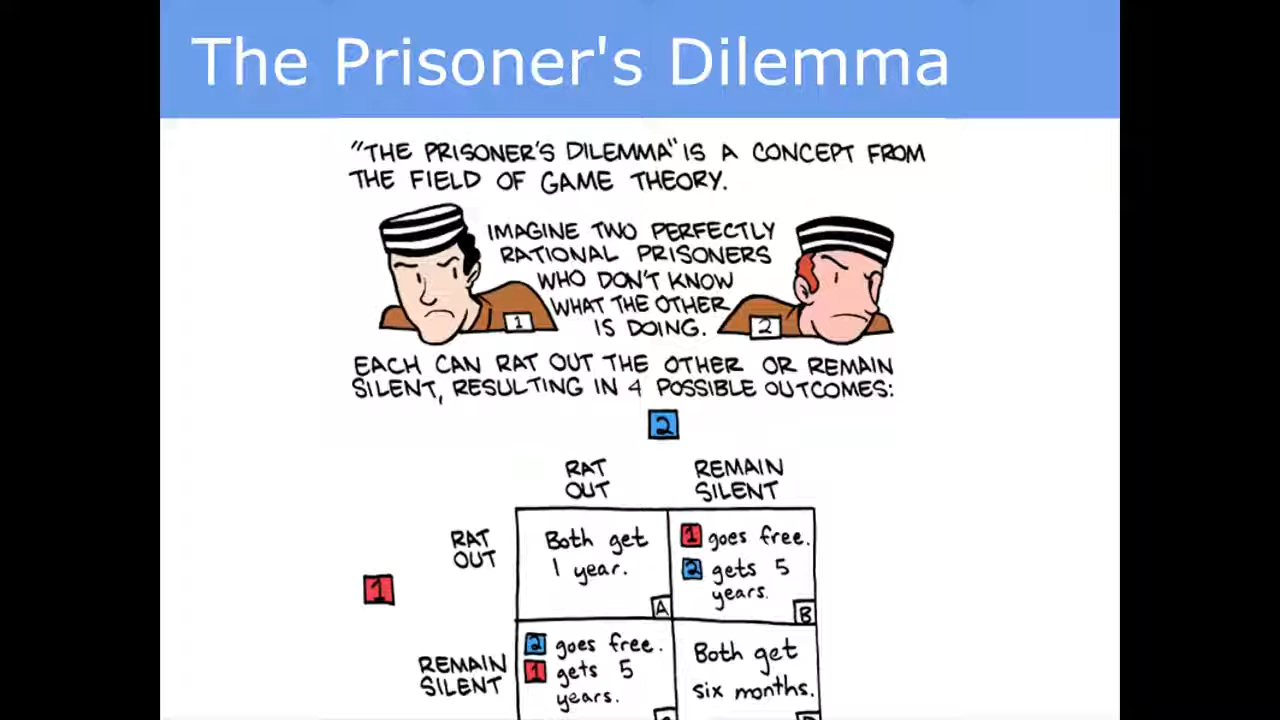 The Prisoner's Dilemma
"THE PRISONER'S DILEMMA" IS A CONCEPT FROM
THE FIELD OF GAME THEORY.
IMAGINE TWO PERFECTLY
RATIONAL PRISONERS
WHO DON'T KNOW
WHAT THE OTHER
IS DOING.
1
2
EACH CAN RAT OUT THE OTHER OR REMAIN
SILENT, RESULTING IN 4 POSSIBLE OUTCOMES:
2
RAT
OUT
REMAIN
SILENT
1
RAT
OUT
Both get
1 year.
A
1 goes free.
2 gets 5
years.
B
REMAIN
SILENT
2 goes free.
1 gets 5
years.
Both get
six months.